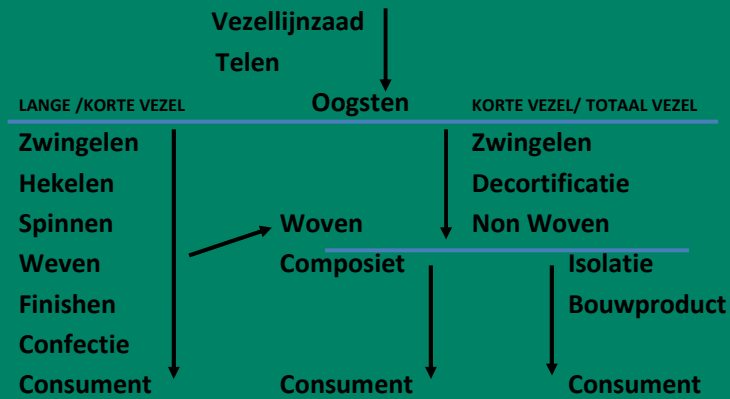 Vezellijnzaad
Telen
LANGE /KORTE VEZEL Oogsten KORTE VEZEL/ TOTAAL VEZEL
Zwingelen Zwingelen
Hekelen Decortificatie
Spinnen Woven Non Woven
Weven Composiet Isolatie
Finishen Bouwproduct
Confectie
Consument Consument Consument